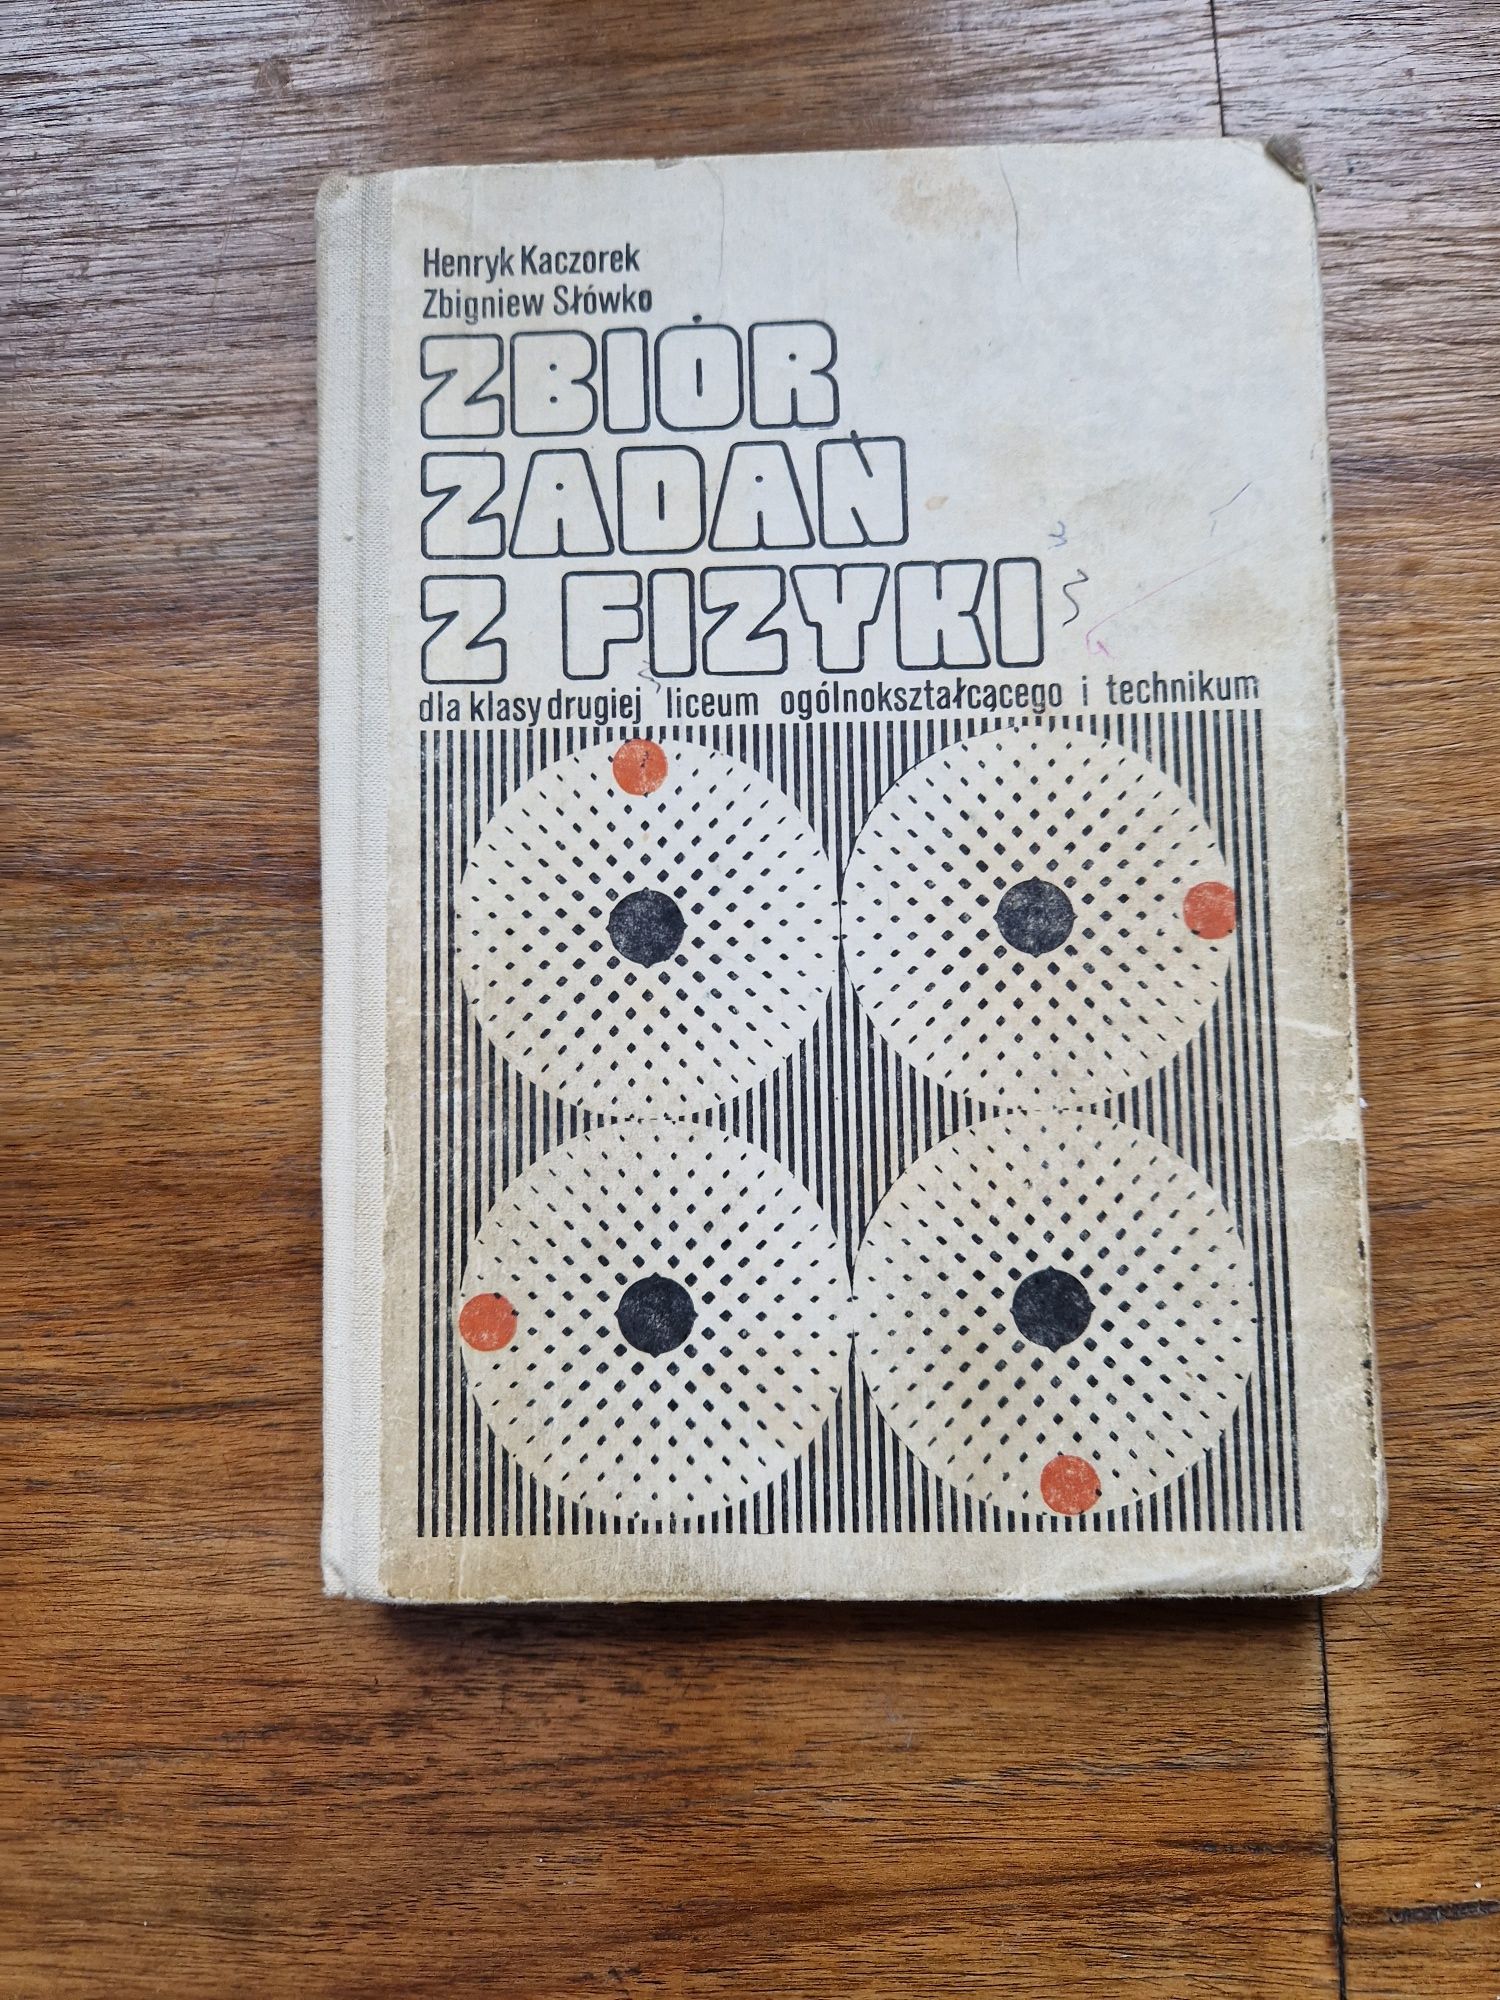 Henryk Kaczorek
Zbigniew Słówko
ZBIÓR
ZADAŃ
Z FIZYKI
dla klasy drugiej liceum ogólnokształcącego i technikum